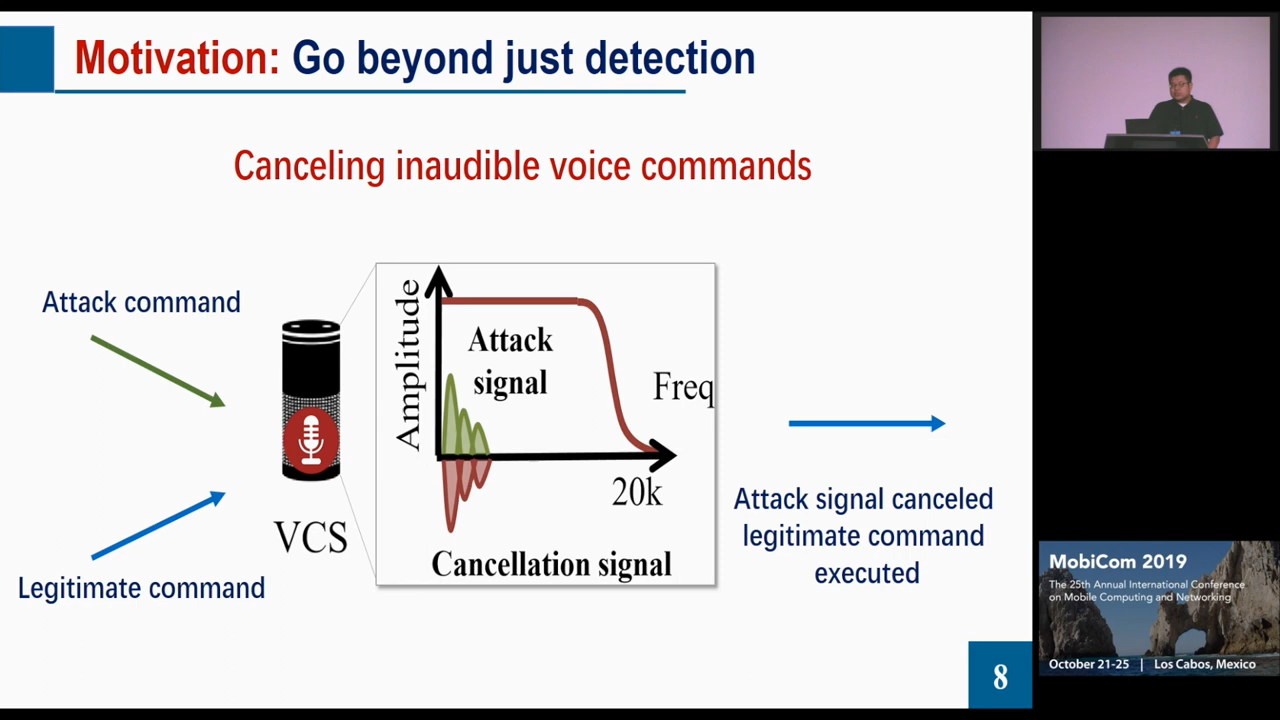 Motivation: Go beyond just detection
Canceling inaudible voice commands
Attack command
Legitimate command
VCS
Amplitude
Attack
signal
Freq
20k
Cancellation signal
Attack signal canceled
legitimate command
executed
8
MobiCom 2019
The 25th Annual International Conference
on Mobile Computing and Networking
October 21-25 | Los Cabos, Mexico